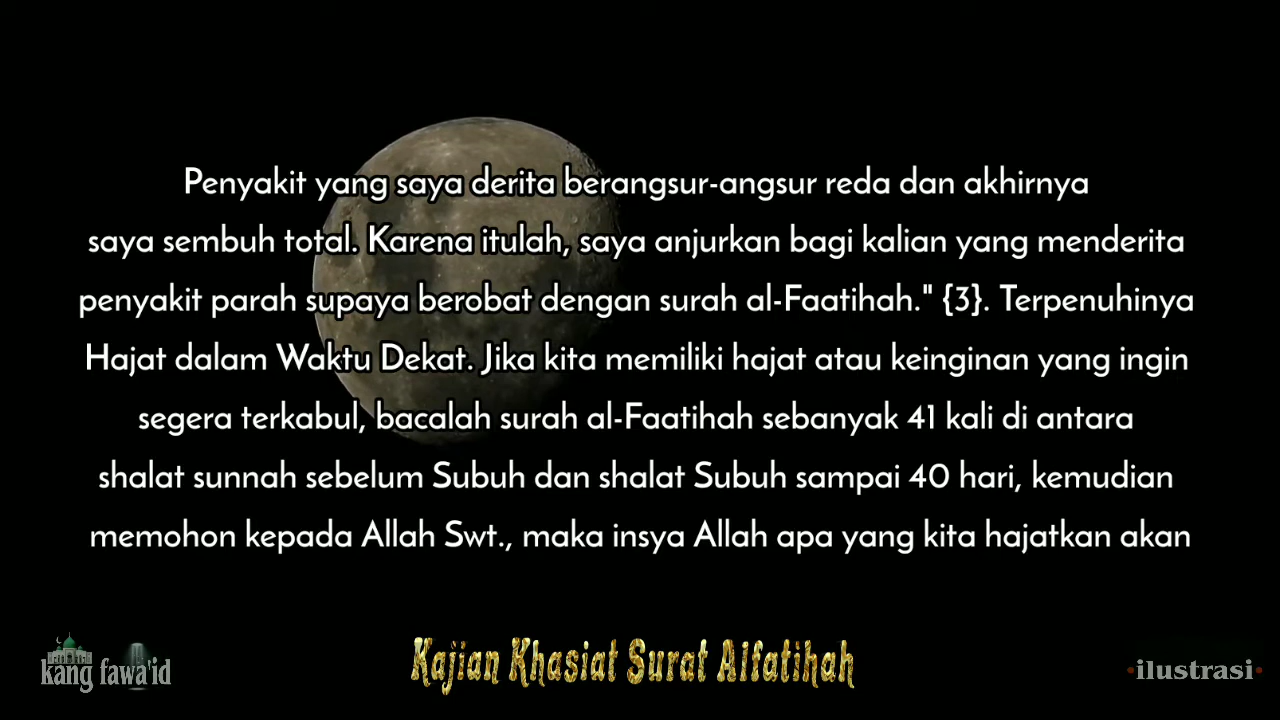 Penyakit yang saya derita berangsur-angsur reda dan akhirnya
saya sembuh total. Karena itulah, saya anjurkan bagi kalian yang menderita
penyakit parah supaya berobat dengan surah al-Faatihah." {3}. Terpenuhinya
Hajat dalam Waktu Dekat. Jika kita memiliki hajat atau keinginan yang ingin
segera terkabul, bacalah surah al-Faatihah sebanyak 41 kali di antara
shalat sunnah sebelum Subuh dan shalat Subuh sampai 40 hari, kemudian
memohon kepada Allah Swt., maka insya Allah apa yang kita hajatkan akan
kang fawa'id
Kajian Khasiat Surat Alfatihah
•ilustrasi•